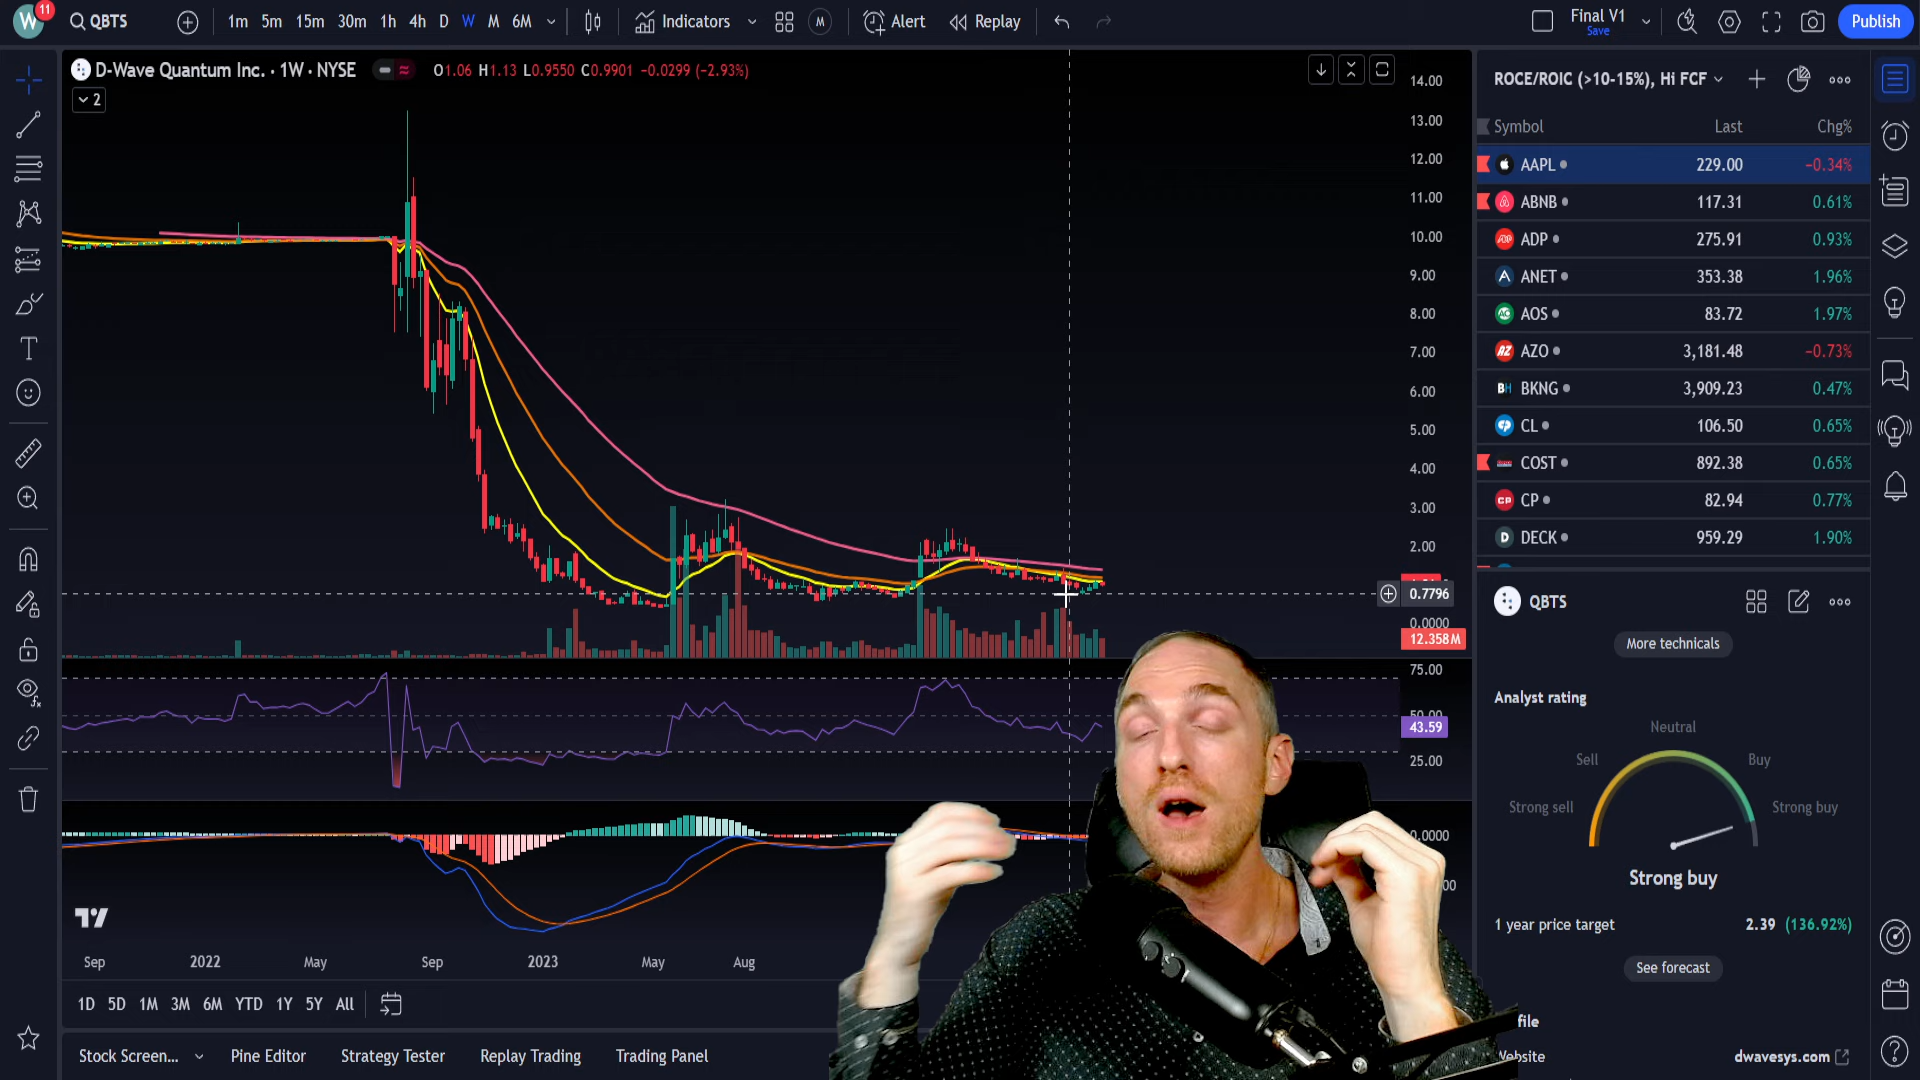 W 11 QBTS 1m 5m 15m 30m 1h 4h D W M 6M Indicators M Alert Replay Final V1 Save Publish
D-Wave Quantum Inc. · 1W · NYSE O1.06 H1.13 L0.9550 C0.9901 −0.0299 (−2.93%)
2
14.00
13.00
12.00
11.00
10.00
9.00
8.00
7.00
6.00
5.00
4.00
3.00
2.00
0.7796
0.0000
12.358M
75.00
50.00
43.59
25.00
0.0000
00
Sep 2022 May Sep 2023 May Aug
1D 5D 1M 3M 6M YTD 1Y 5Y All
Stock Screen... Pine Editor Strategy Tester Replay Trading Trading Panel
ROCE/ROIC (>10-15%), Hi FCF
Symbol Last Chg%
AAPL 229.00 −0.34%
ABNB 117.31 0.61%
ADP 275.91 0.93%
ANET 353.38 1.96%
AOS 83.72 1.97%
AZO 3,181.48 −0.73%
BKNG 3,909.23 0.47%
CL 106.50 0.65%
COST 892.38 0.65%
CP 82.94 0.77%
DECK 959.29 1.90%
QBTS
More technicals
Analyst rating
Neutral
Sell Buy
Strong sell Strong buy
Strong buy
1 year price target 2.39 (136.92%)
See forecast
file
Website dwavesys.com